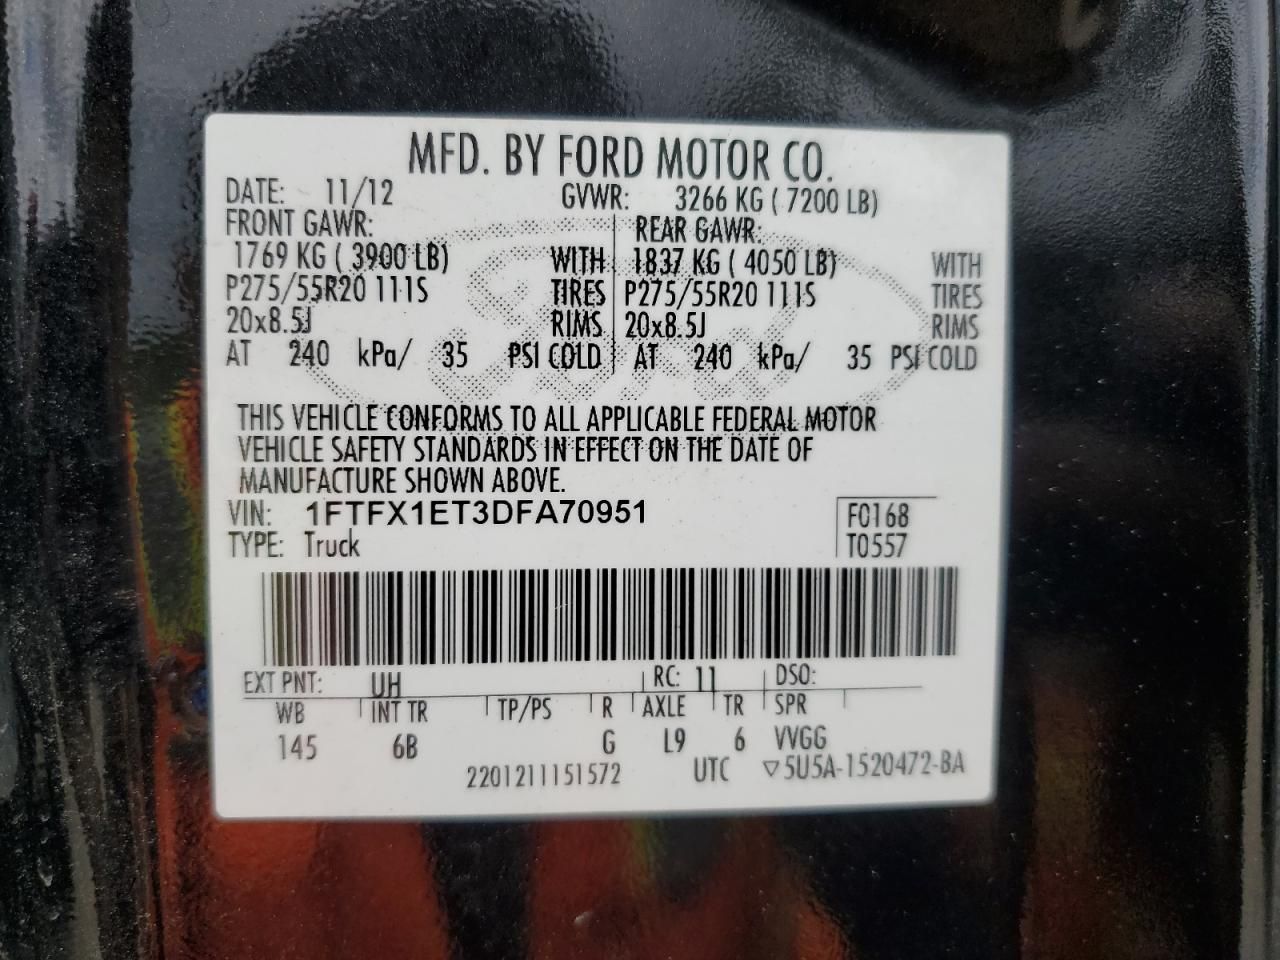 MFD. BY FORD MOTOR CO.
DATE: 11/12 GVWR: 3266 KG ( 7200 LB)
FRONT GAWR: REAR GAWR:
1769 KG ( 3900 LB) WITH 1837 KG ( 4050 LB) WITH
P275/55R20 111S TIRES P275/55R20 111S TIRES
20x8.5J RIMS 20x8.5J RIMS
AT 240 kPa/ 35 PSI COLD AT 240 kPa/ 35 PSI COLD
THIS VEHICLE CONFORMS TO ALL APPLICABLE FEDERAL MOTOR
VEHICLE SAFETY STANDARDS IN EFFECT ON THE DATE OF
MANUFACTURE SHOWN ABOVE.
VIN: 1FTFX1ET3DFA70951 F0168
TYPE: Truck T0557
EXT PNT: UH RC: 11 DSO:
WB INT TR TP/PS R AXLE TR SPR
145 6B G L9 6 VVGG
2201211151572 UTC ▽5U5A-1520472-BA
Ford